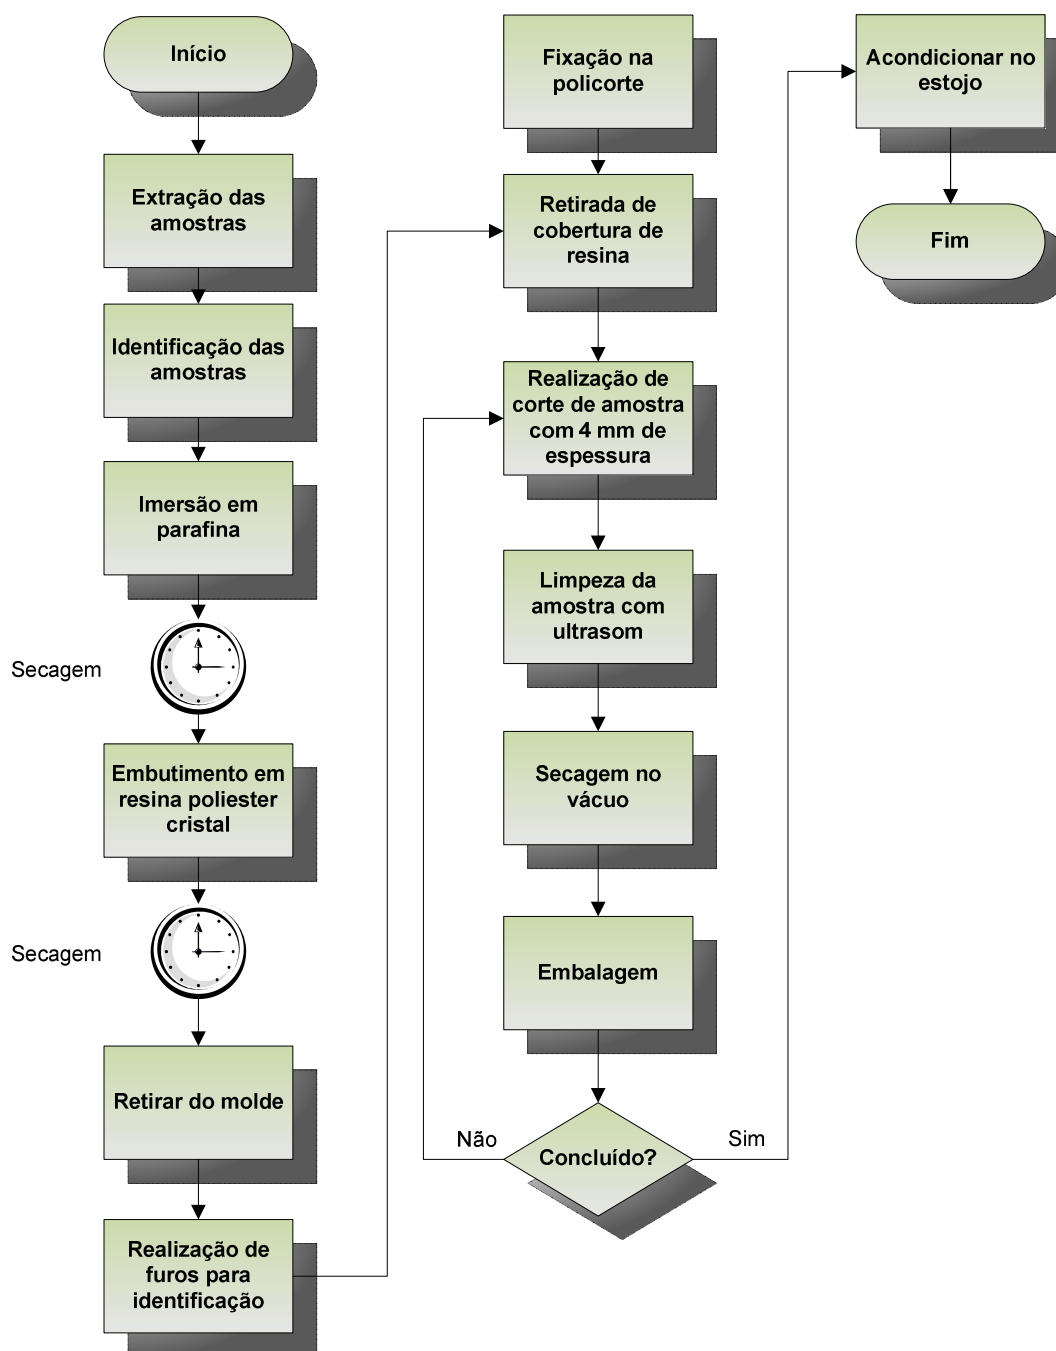 Início
Extração das
amostras
Identificação das
amostras
Imersão em
parafina
Secagem
Embutimento em
resina poliester
cristal
Secagem
Retirar do molde
Realização de
furos para
identificação
Fixação na
policorte
Retirada de
cobertura de
resina
Realização de
corte de amostra
com 4 mm de
espessura
Limpeza da
amostra com
ultrasom
Secagem no
vácuo
Embalagem
Não
Concluído?
Sim
Acondicionar no
estojo
Fim